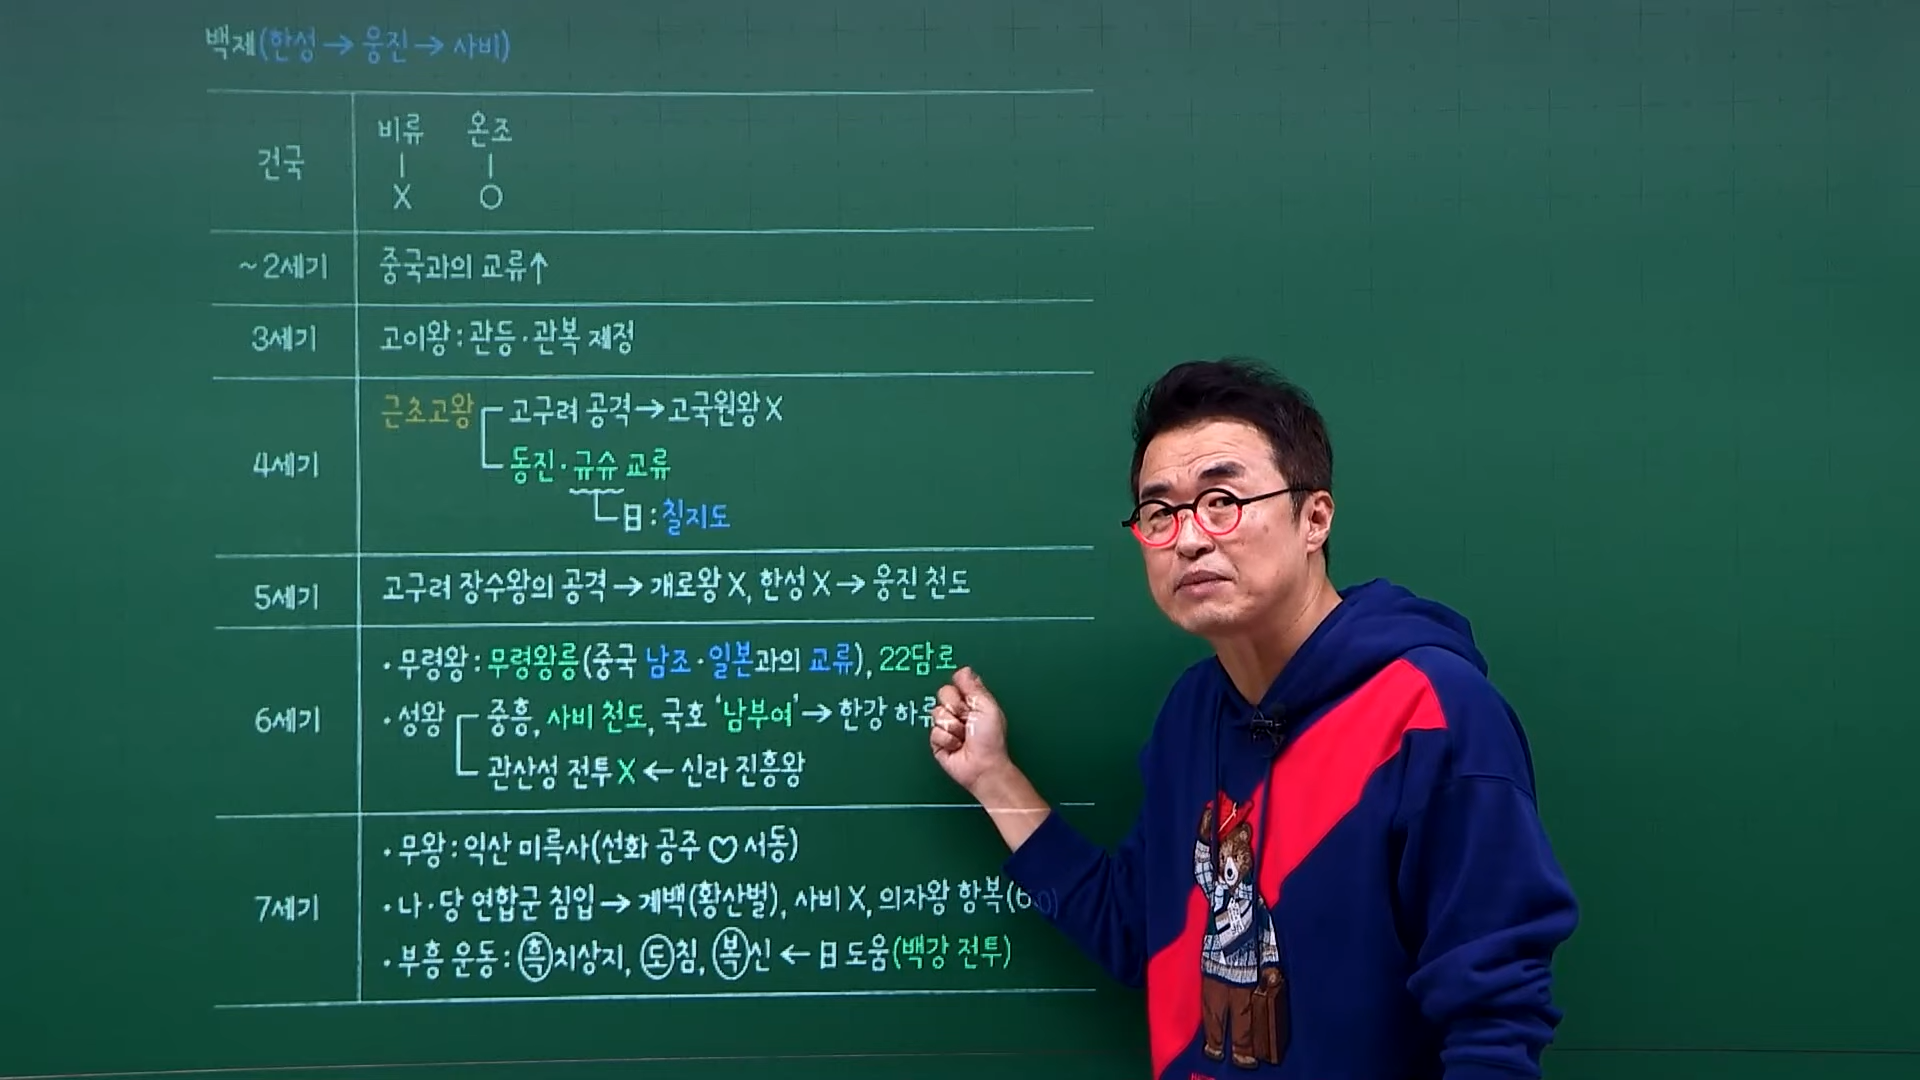 백제(한성→웅진→사비)
건국
비류 온조
X O
~2세기
중국과의 교류↑
3세기
고이왕:관등·관복 제정
4세기
근초고왕
고구려 공격→고국원왕X
동진·규슈 교류
日:칠지도
5세기
고구려 장수왕의 공격→개로왕X, 한성X→웅진 천도
6세기
·무령왕:무령왕릉(중국 남조·일본과의 교류), 22담로
·성왕
중흥, 사비 천도, 국호 '남부여'→한강 하류
관산성 전투X←신라 진흥왕
7세기
·무왕:익산 미륵사(선화 공주♡서동)
·나·당 연합군 침입→계백(황산벌), 사비X, 의자왕 항복(6 0)
·부흥 운동:흑치상지, 도침, 복신←日 도움(백강 전투)